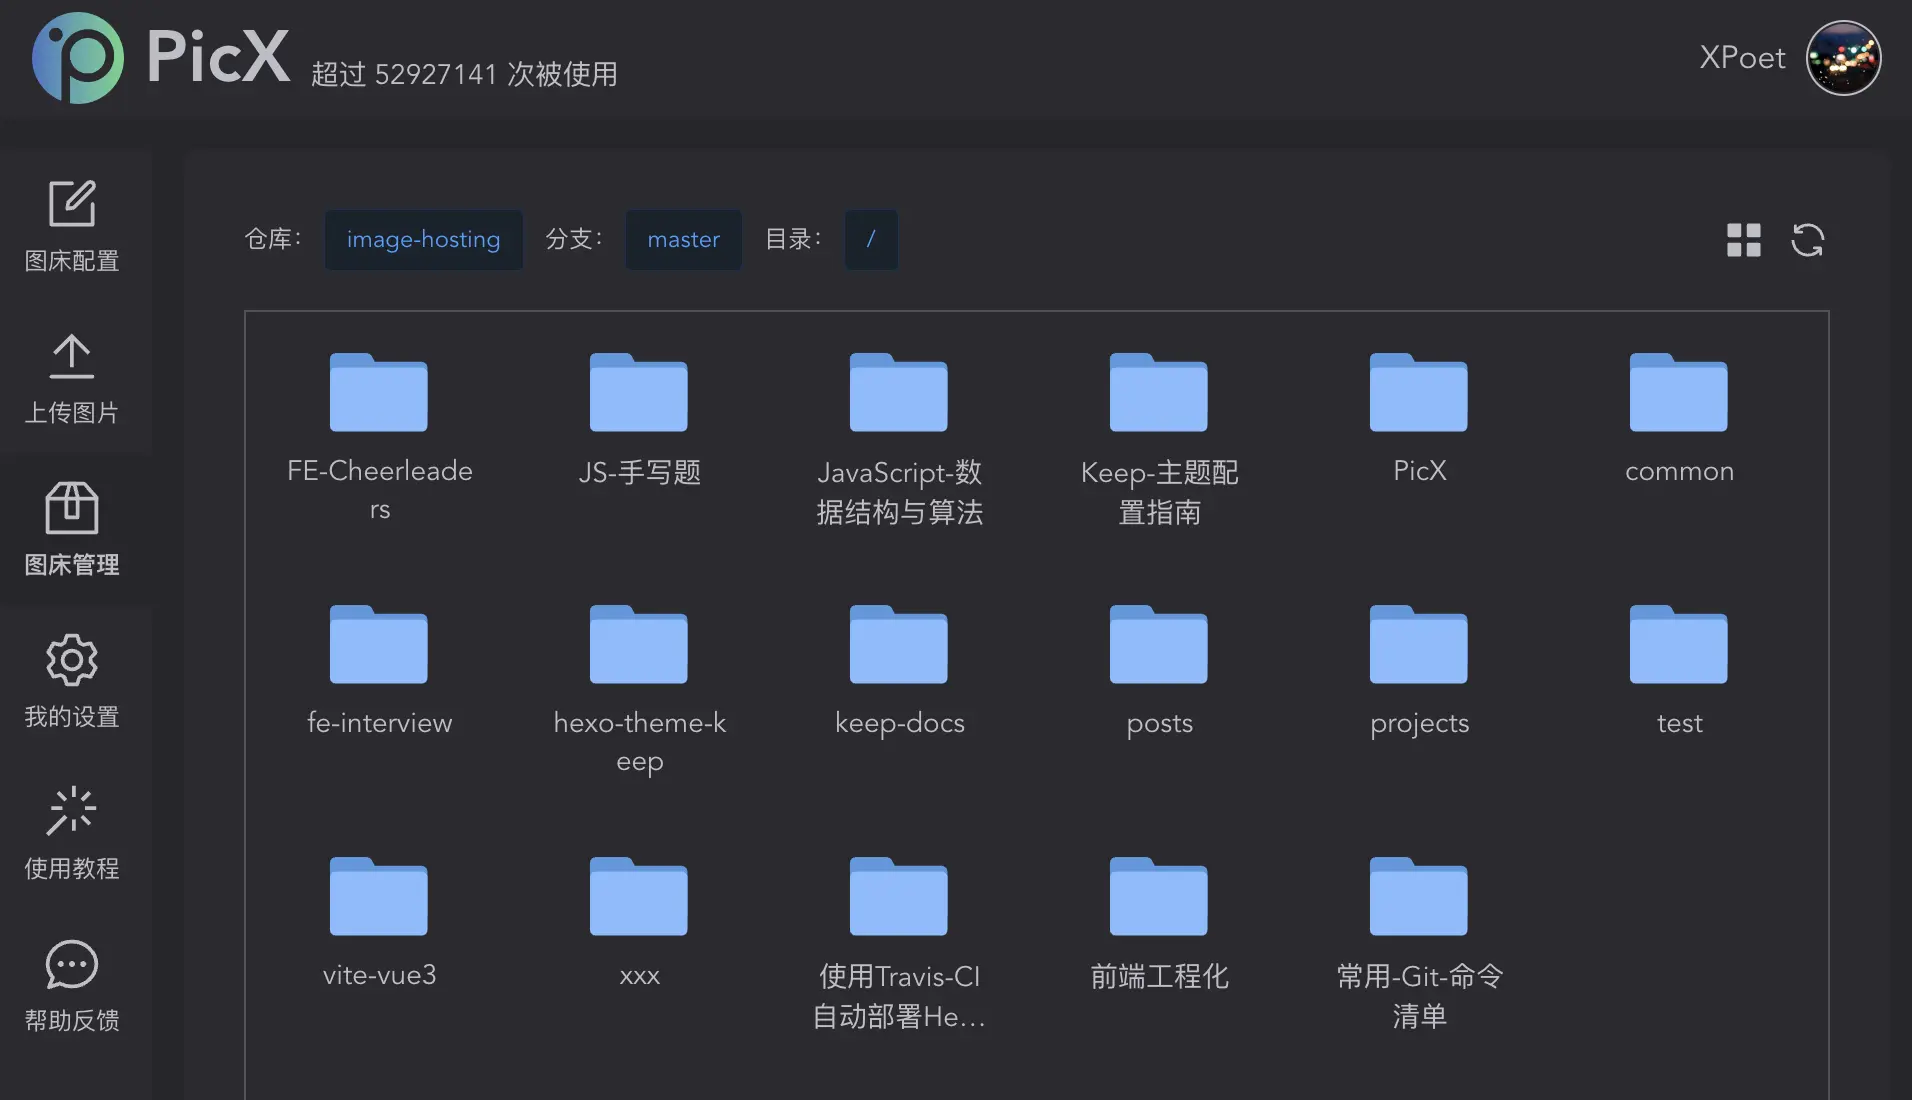 PicX 超过 52927141 次被使用
XPoet
图床配置
上传图片
图床管理
我的设置
使用教程
帮助反馈
仓库： image-hosting 分支： master 目录： /
FE-Cheerleade
rs
JS-手写题
JavaScript-数
据结构与算法
Keep-主题配
置指南
PicX
common
fe-interview
hexo-theme-k
eep
keep-docs
posts
projects
test
vite-vue3
xxx
使用Travis-CI
自动部署He...
前端工程化
常用-Git-命令
清单